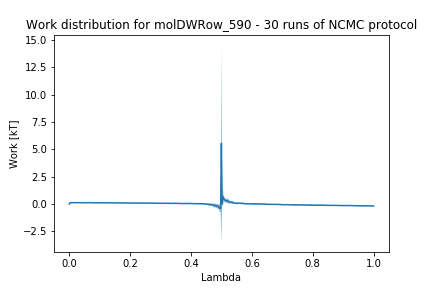 Work distribution for molDWRow_590 - 30 runs of NCMC protocol
15.0
12.5
10.0
7.5
5.0
2.5
0.0
−2.5
Work [kT]
0.0 0.2 0.4 0.6 0.8 1.0
Lambda